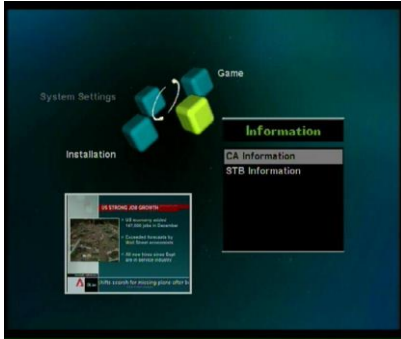 Game
System Settings
Information
Installation
CA Information
STB Information
US STRONG JOB GROWTH
US economy added
167,000 jobs in December
Exceeded forecasts by
Wall Street economists
All new times since Sept
are in service industry
search for missing plane after